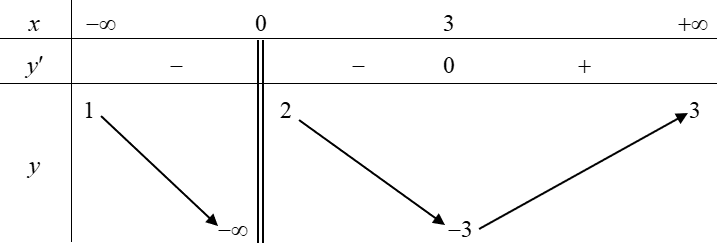 x −∞ 0 3 +∞
y′ − − 0 +
1 2 3
y
−∞ −3